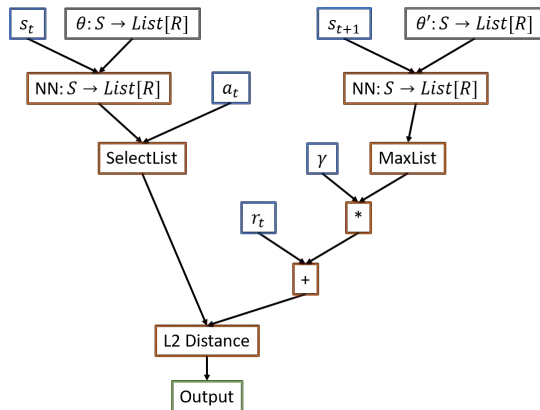 s_t
θ: S → List[R]
s_{t+1}
θ′: S → List[R]
NN: S → List[R]
NN: S → List[R]
a_t
SelectList
γ
MaxList
r_t
*
+
L2 Distance
Output